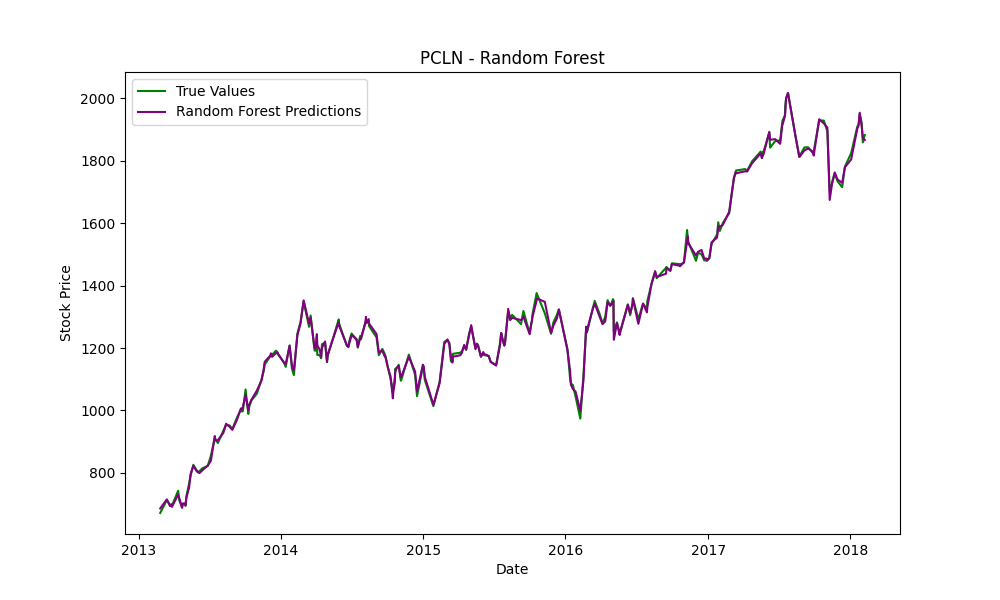 PCLN - Random Forest
True Values
Random Forest Predictions
2000
1800
1600
1400
1200
1000
800
Stock Price
2013 2014 2015 2016 2017 2018
Date